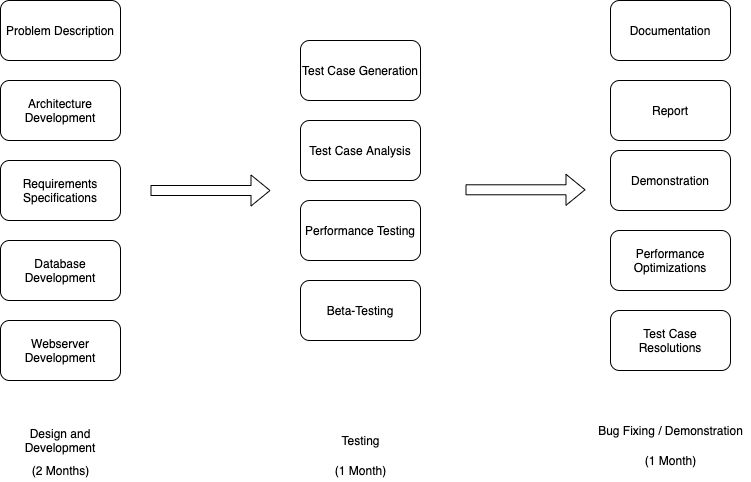 Problem Description
Architecture
Development
Requirements
Specifications
Database
Development
Webserver
Development
Design and
Development
(2 Months)
Test Case Generation
Test Case Analysis
Performance Testing
Beta-Testing
Testing
(1 Month)
Documentation
Report
Demonstration
Performance
Optimizations
Test Case
Resolutions
Bug Fixing / Demonstration
(1 Month)